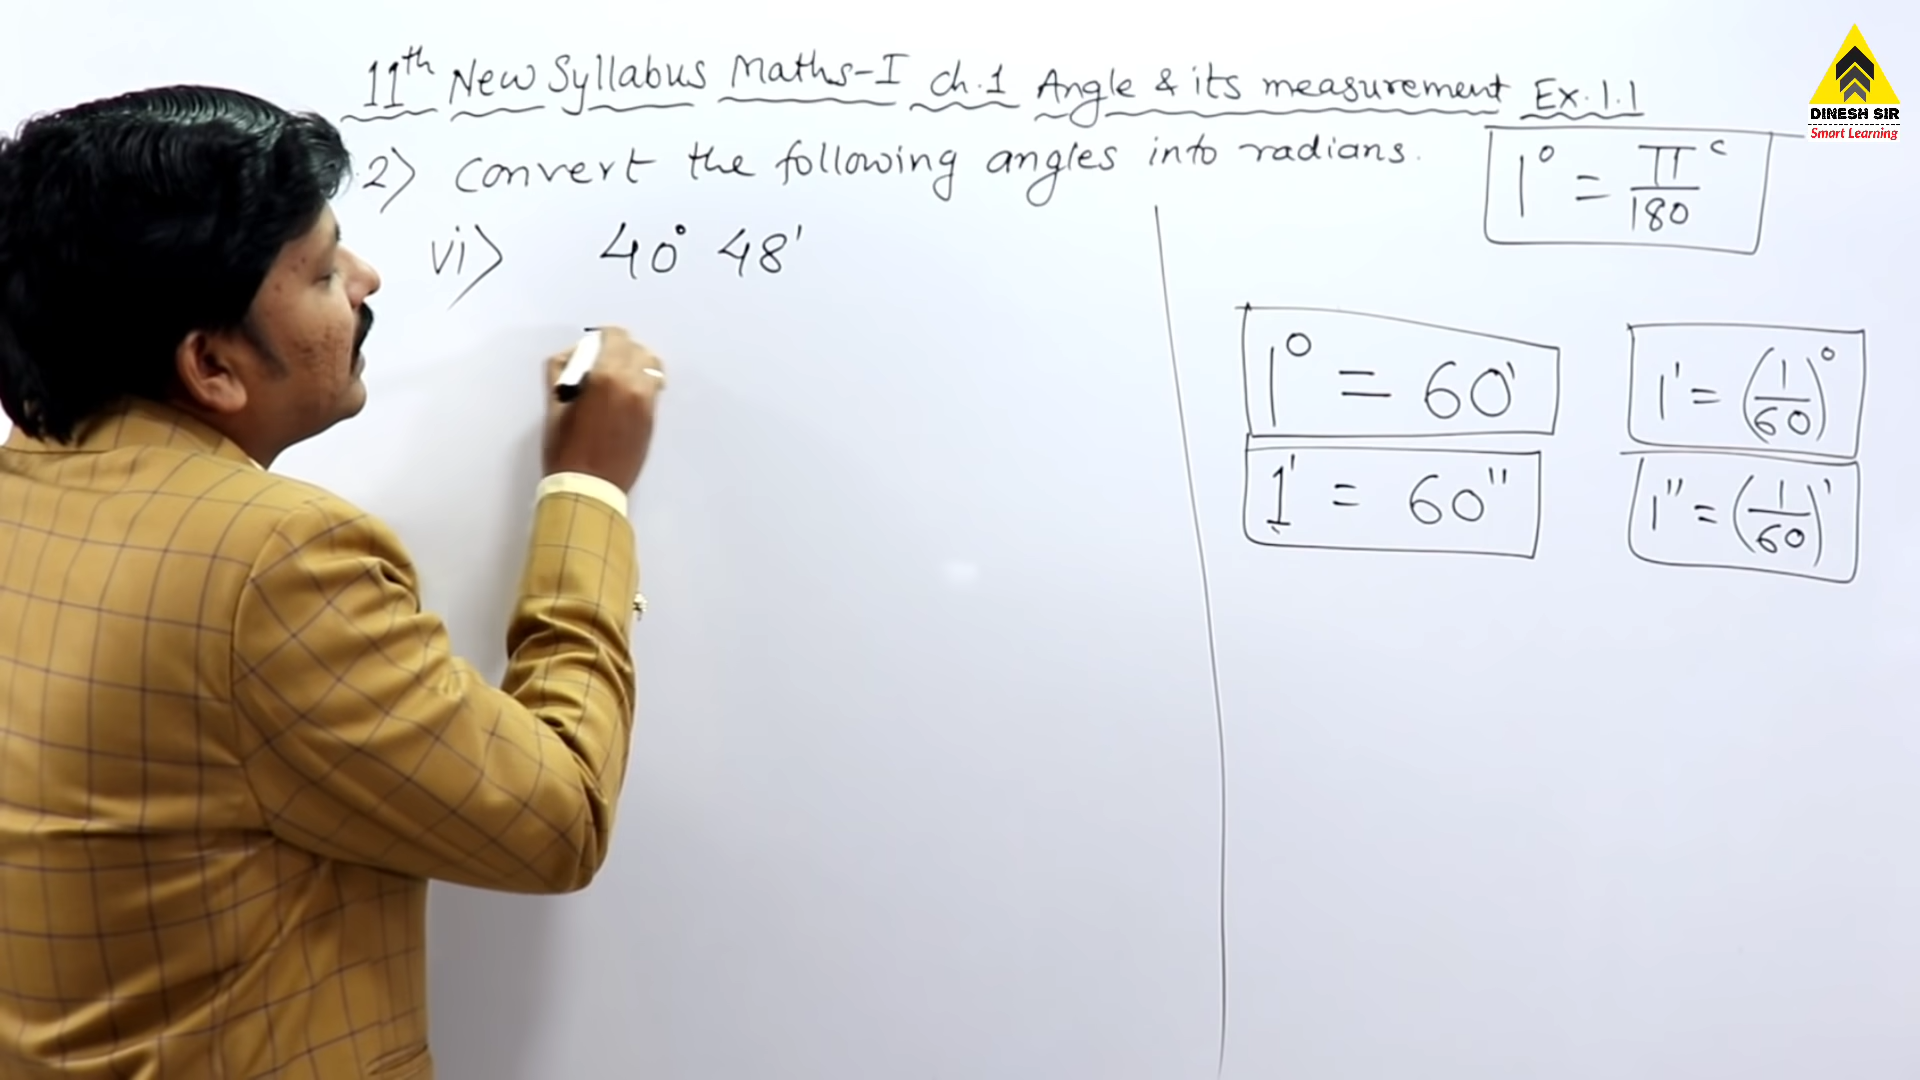 11th New Syllabus Maths-I Ch.1 Angle & its measurement Ex.1.1
DINESH SIR
Smart Learning
2) Convert the following angles into radians.
1° = π/180 ᶜ
vi) 40° 48'
1° = 60'
1' = (1/60)°
1' = 60"
1" = (1/60)'